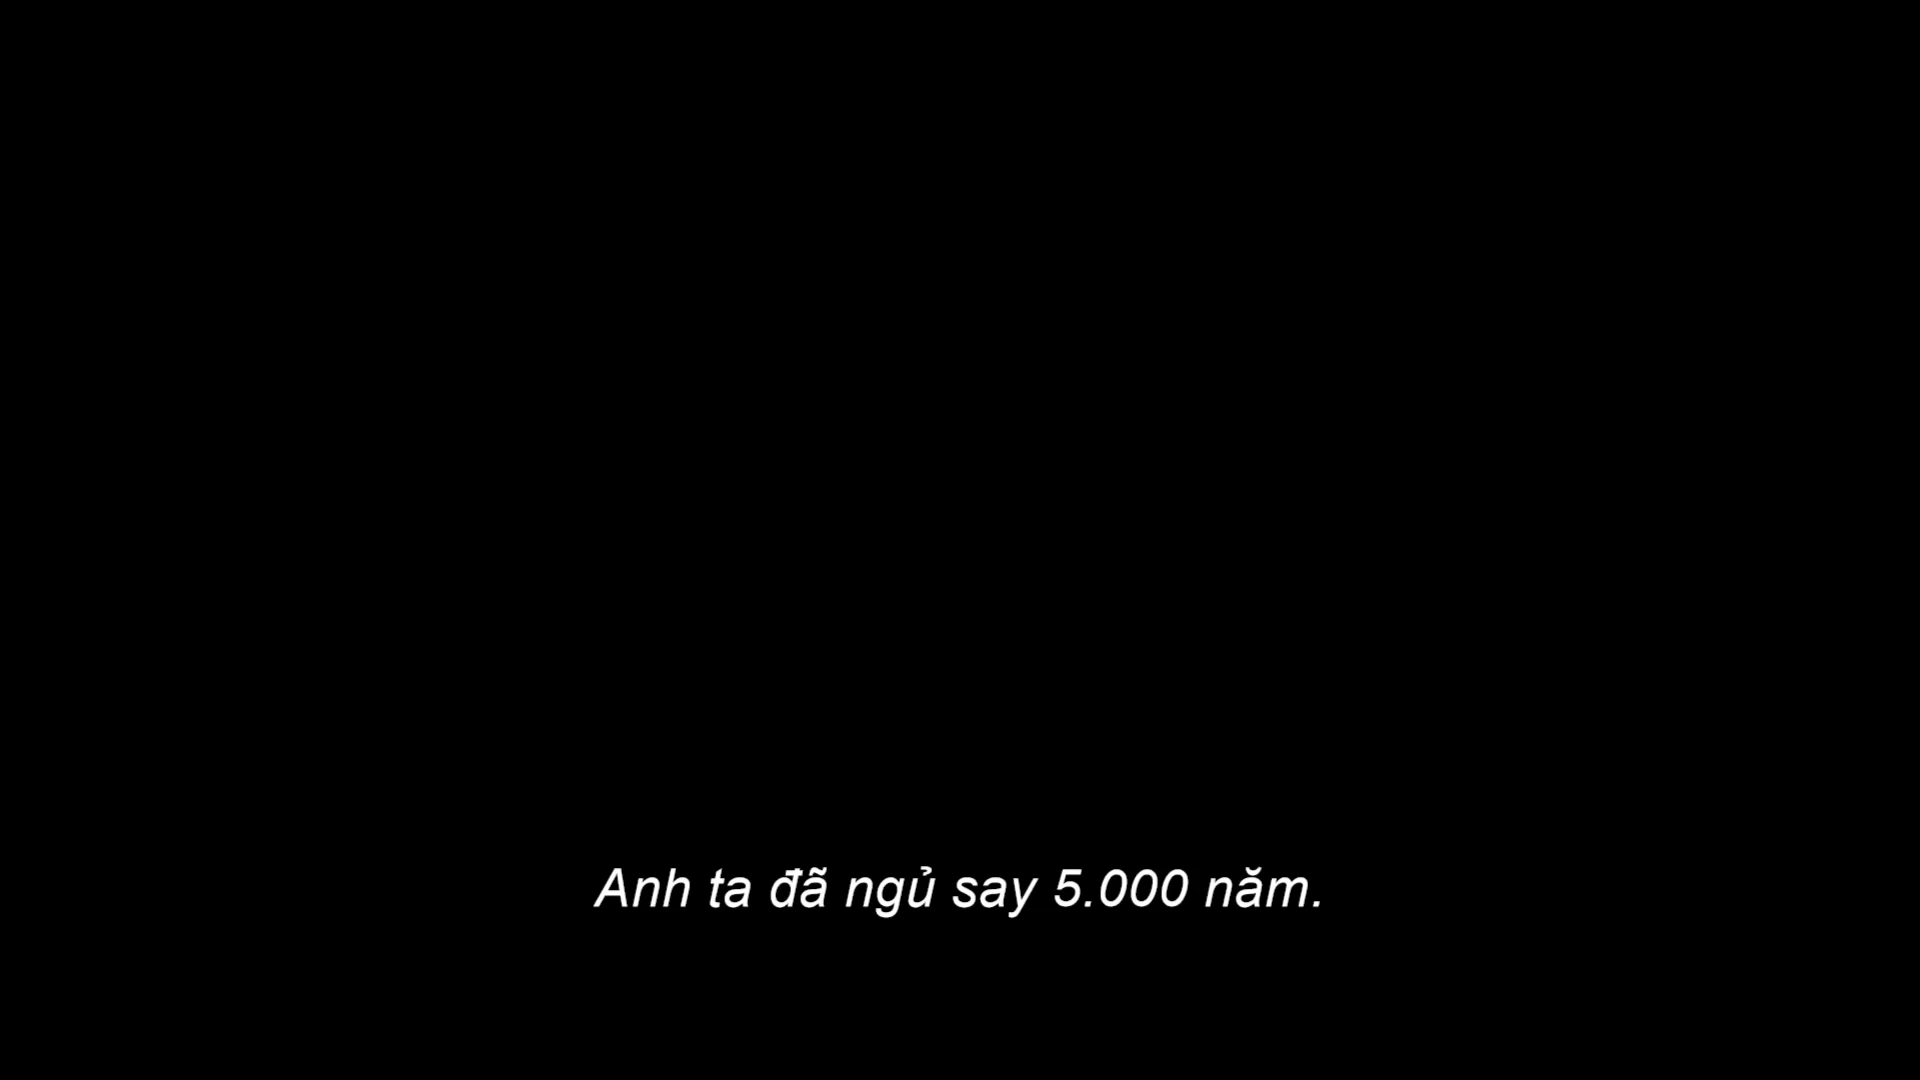 Anh ta đã ngủ say 5.000 năm.